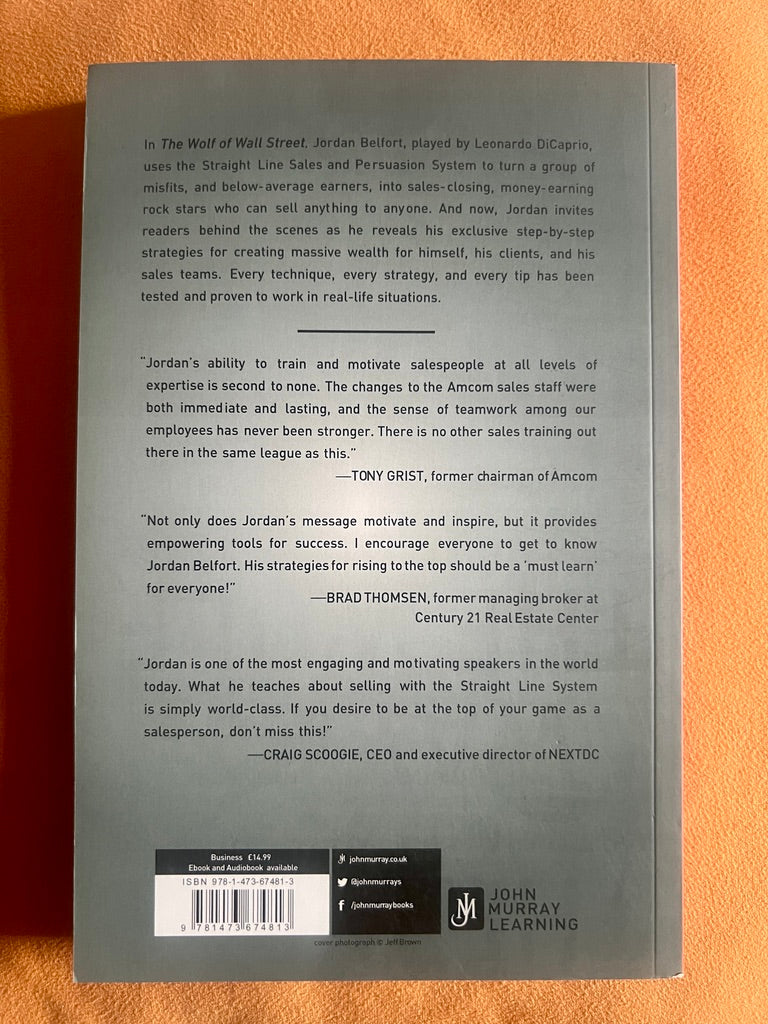 In The Wolf of Wall Street, Jordan Belfort, played by Leonardo DiCaprio,
uses the Straight Line Sales and Persuasion System to turn a group of
misfits, and below-average earners, into sales-closing, money-earning
rock stars who can sell anything to anyone. And now, Jordan invites
readers behind the scenes as he reveals his exclusive step-by-step
strategies for creating massive wealth for himself, his clients, and his
sales teams. Every technique, every strategy, and every tip has been
tested and proven to work in real-life situations.
"Jordan's ability to train and motivate salespeople at all levels of
expertise is second to none. The changes to the Amcom sales staff were
both immediate and lasting, and the sense of teamwork among our
employees has never been stronger. There is no other sales training out
there in the same league as this."
—TONY GRIST, former chairman of Amcom
"Not only does Jordan's message motivate and inspire, but it provides
empowering tools for success. I encourage everyone to get to know
Jordan Belfort. His strategies for rising to the top should be a 'must learn'
for everyone!"
—BRAD THOMSEN, former managing broker at
Century 21 Real Estate Center
"Jordan is one of the most engaging and motivating speakers in the world
today. What he teaches about selling with the Straight Line System
is simply world-class. If you desire to be at the top of your game as a
salesperson, don't miss this!"
—CRAIG SCOOGIE, CEO and executive director of NEXTDC
Business £14.99
Ebook and Audiobook available
ISBN 978-1-473-67481-3
9 781473 674813
johnmurray.co.uk
@johnmurrays
/johnmurraybooks
JM
JOHN
MURRAY
LEARNING
cover photograph © Jeff Brown